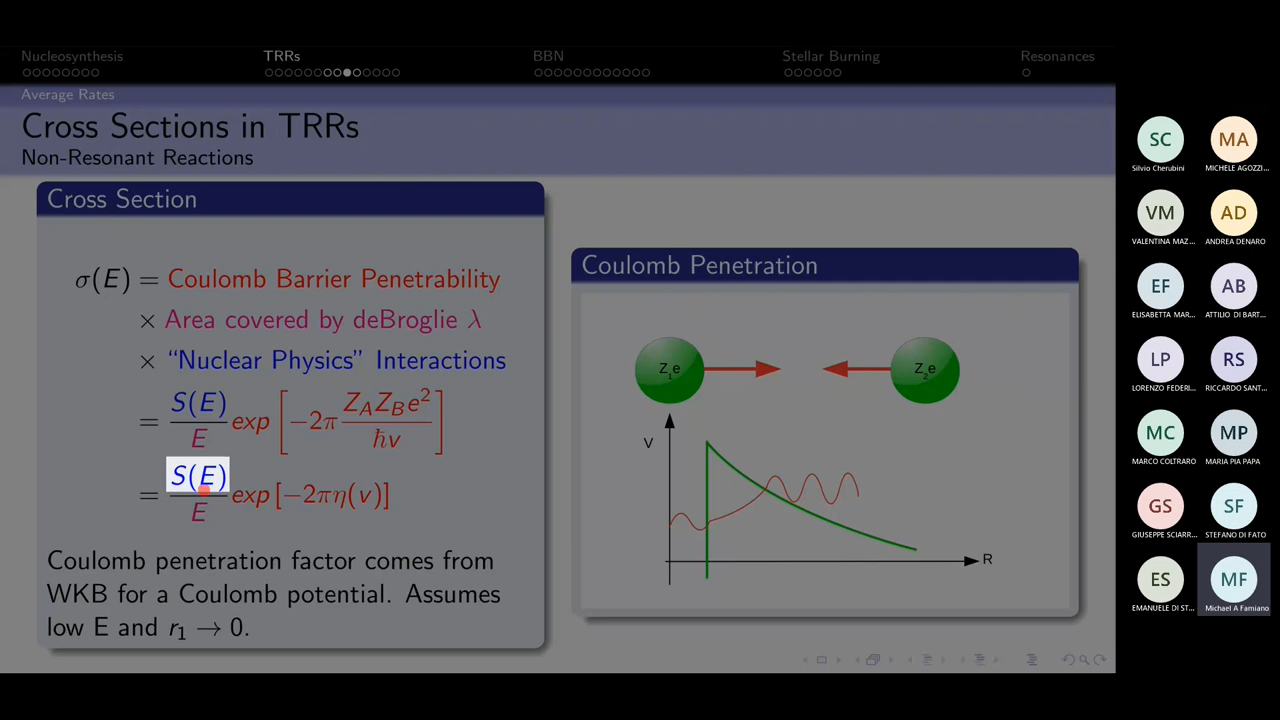 Nucleosynthesis TRRs BBN Stellar Burning Resonances
Average Rates
Cross Sections in TRRs
Non-Resonant Reactions
Cross Section
σ(E) = Coulomb Barrier Penetrability
× Area covered by deBroglie λ
× “Nuclear Physics” Interactions
= S(E)/E exp [−2π Z_A Z_B e²/ħv]
= S(E)/E exp [−2πη(v)]
Coulomb penetration factor comes from
WKB for a Coulomb potential. Assumes
low E and r₁ → 0.
Coulomb Penetration
Z₁e Z₂e
V
R
SC MA
Silvio Cherubini MICHELE AGOZZI...
VM AD
VALENTINA MAZ... ANDREA DENARO
EF AB
ELISABETTA MAR... ATTILIO DI BART...
LP RS
LORENZO FEDERI... RICCARDO SANT...
MC MP
MARCO COLTRARO MARIA PIA PAPA
GS SF
GIUSEPPE SCIARR... STEFANO DI FATO
ES MF
EMANUELE DI ST... Michael A Famiano